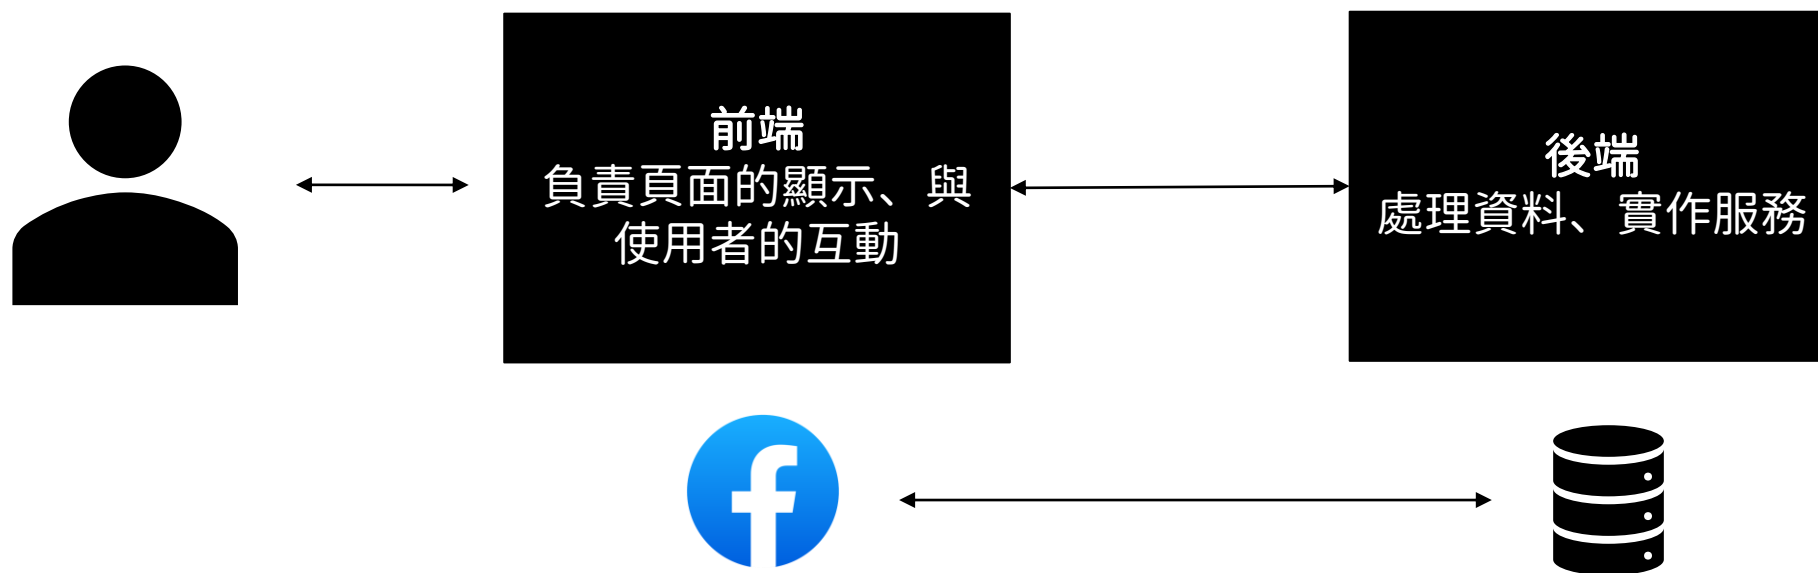 前端
負責頁面的顯示、與
使用者的互動
後端
處理資料、實作服務